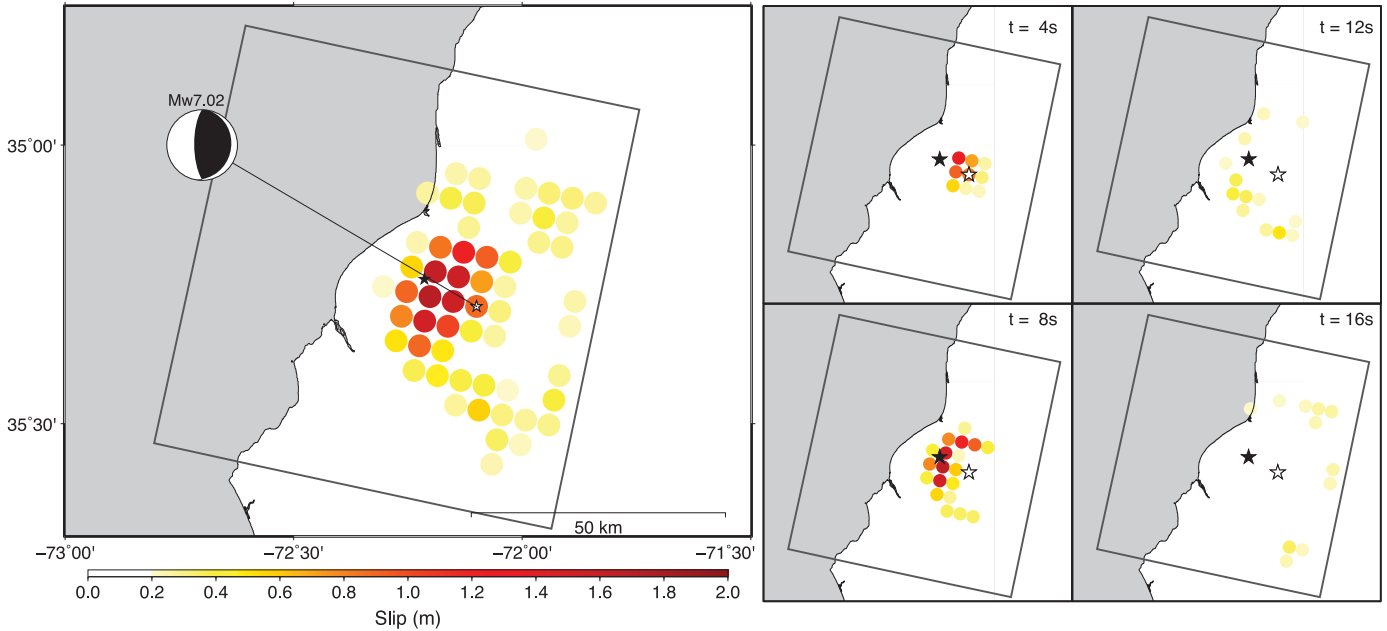 Mw7.02
35˚00'
35˚30'
50 km
−73˚00'
−72˚30'
−72˚00'
−71˚30'
0.0 0.2 0.4 0.6 0.8 1.0 1.2 1.4 1.6 1.8 2.0
Slip (m)
t = 4s
t = 12s
t = 8s
t = 16s